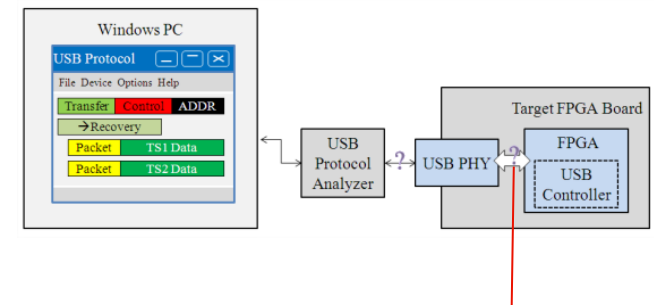 Windows PC
USB Protocol
File Device Options Help
Transfer Control ADDR
→Recovery
Packet TS1 Data
Packet TS2 Data
USB
Protocol
Analyzer
?
USB PHY
?
Target FPGA Board
FPGA
USB
Controller